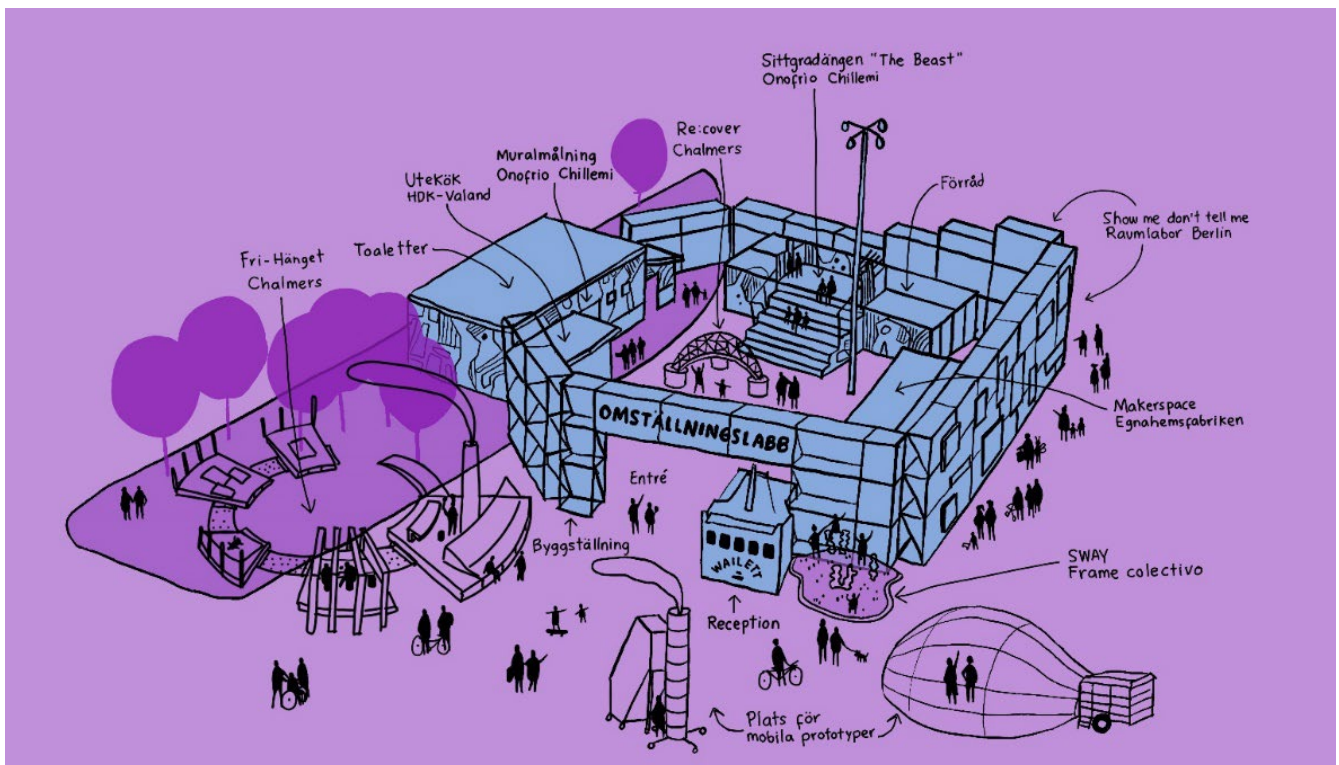 Sittgradängen "The Beast"
Onofrio Chillemi
Re:cover
Chalmers
Muralmålning
Onofrio Chillemi
Utekök
HDK-Valand
Förråd
Toaletter
Show me don't tell me
Raumlabor Berlin
Fri-Hänget
Chalmers
OMSTÄLLNINGSLABB
Makerspace
Egnahemsfabriken
Entré
Byggställning
WAILETT
SWAY
Frame colectivo
Reception
Plats för
mobila prototyper